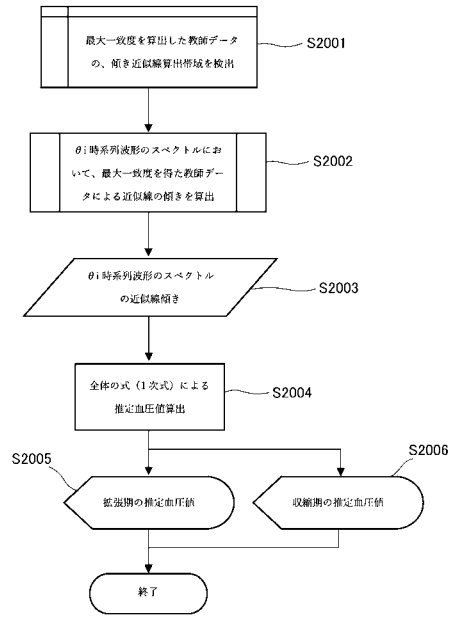 最大一致度を算出した教師データ
の、傾き近似線算出帯域を検出
S2001
θi時系列波形のスペクトルにお
いて、最大一致度を得た教師デー
タによる近似線の傾きを算出
S2002
θi時系列波形のスペクトル
の近似線傾き
S2003
全体の式（1次式）による
推定血圧値算出
S2004
S2005
拡張期の推定血圧値
S2006
収縮期の推定血圧値
終了